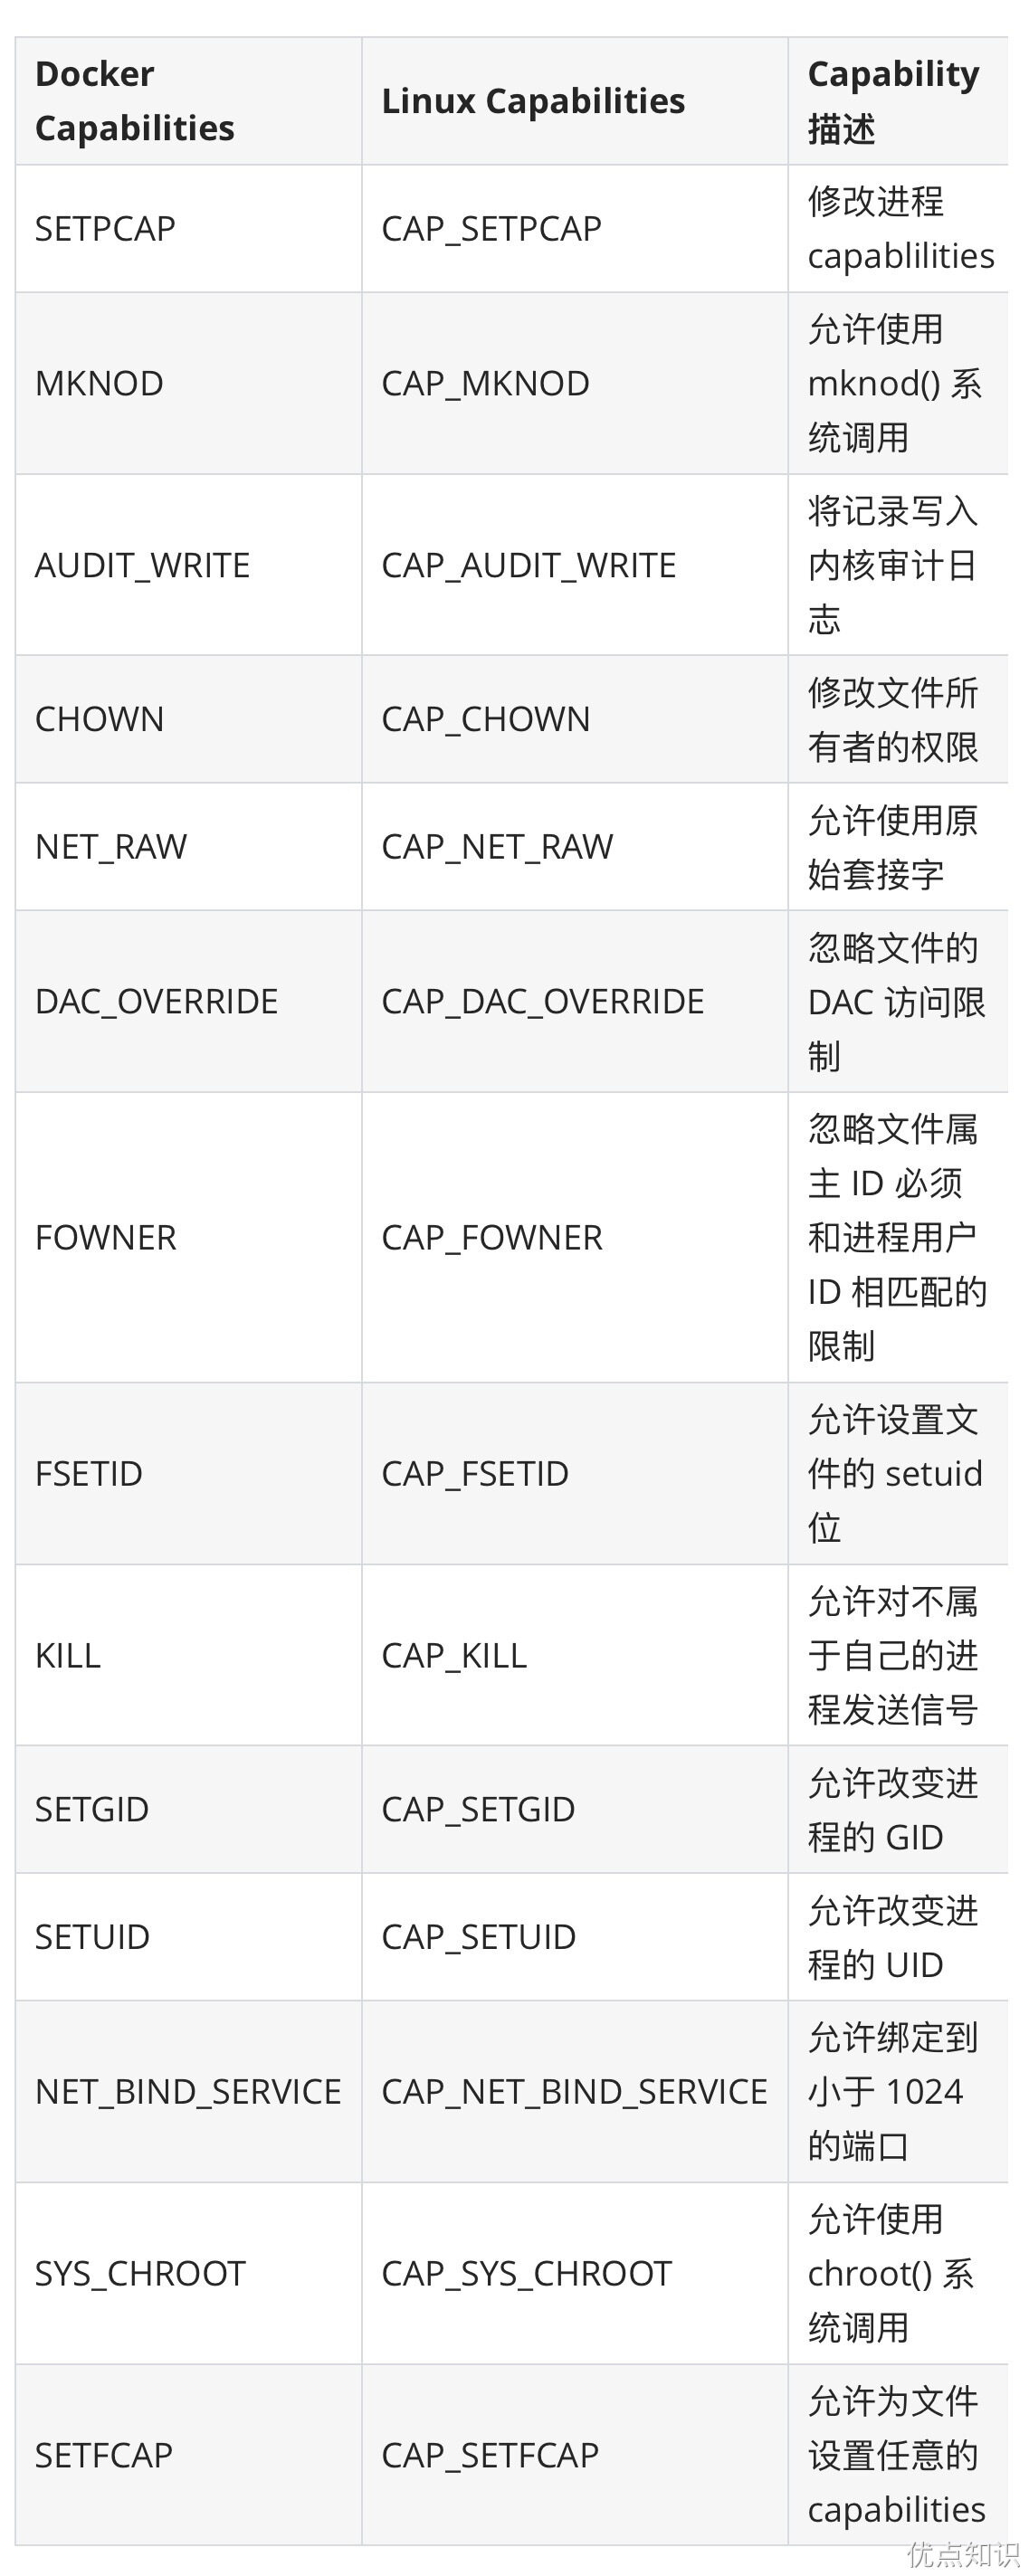 Docker
Capabilities
Linux Capabilities
Capability
描述
SETPCAP
CAP_SETPCAP
修改进程
capablilities
MKNOD
CAP_MKNOD
允许使用
mknod() 系
统调用
AUDIT_WRITE
CAP_AUDIT_WRITE
将记录写入
内核审计日
志
CHOWN
CAP_CHOWN
修改文件所
有者的权限
NET_RAW
CAP_NET_RAW
允许使用原
始套接字
DAC_OVERRIDE
CAP_DAC_OVERRIDE
忽略文件的
DAC 访问限
制
FOWNER
CAP_FOWNER
忽略文件属
主 ID 必须
和进程用户
ID 相匹配的
限制
FSETID
CAP_FSETID
允许设置文
件的 setuid
位
KILL
CAP_KILL
允许对不属
于自己的进
程发送信号
SETGID
CAP_SETGID
允许改变进
程的 GID
SETUID
CAP_SETUID
允许改变进
程的 UID
NET_BIND_SERVICE
CAP_NET_BIND_SERVICE
允许绑定到
小于 1024
的端口
SYS_CHROOT
CAP_SYS_CHROOT
允许使用
chroot() 系
统调用
SETFCAP
CAP_SETFCAP
允许为文件
设置任意的
capabilities
优点知识